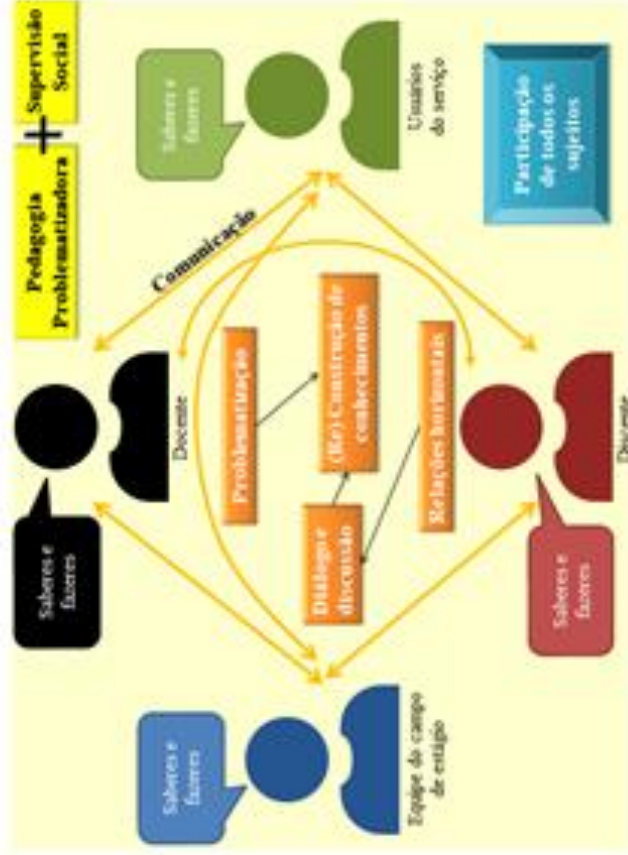 Pedagogia
Problematizadora
+
Supervisão
Social
Saberes e
fazeres
Docente
Comunicação
Saberes e
fazeres
Equipe do campo
de estágio
Problematização
Diálogo e
discussão
(Re) Construção de
conhecimentos
Relações horizontais
Saberes e
fazeres
Usuários
do serviço
Saberes e
fazeres
Discente
Participação
de todos os
sujeitos